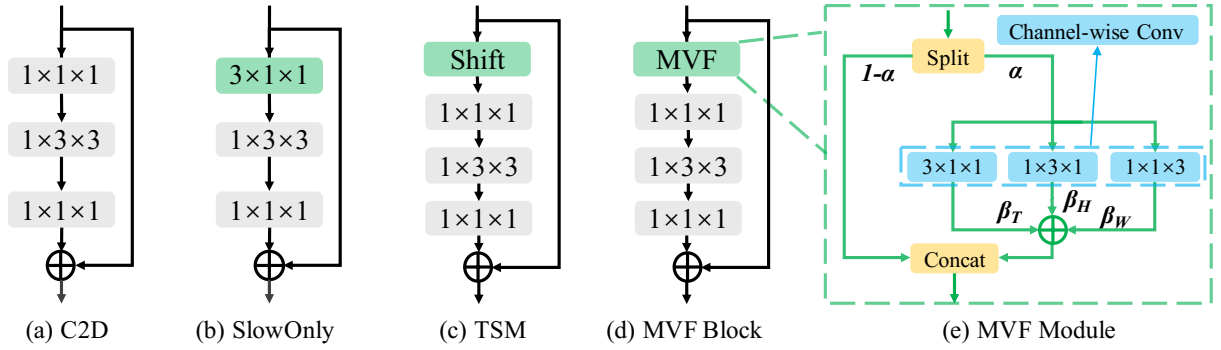 1×1×1
1×3×3
1×1×1
(a) C2D
3×1×1
1×3×3
1×1×1
(b) SlowOnly
Shift
1×1×1
1×3×3
1×1×1
(c) TSM
MVF
1×1×1
1×3×3
1×1×1
(d) MVF Block
Split
Channel-wise Conv
1-α
α
3×1×1
1×3×1
1×1×3
β_T
β_H
β_W
Concat
(e) MVF Module